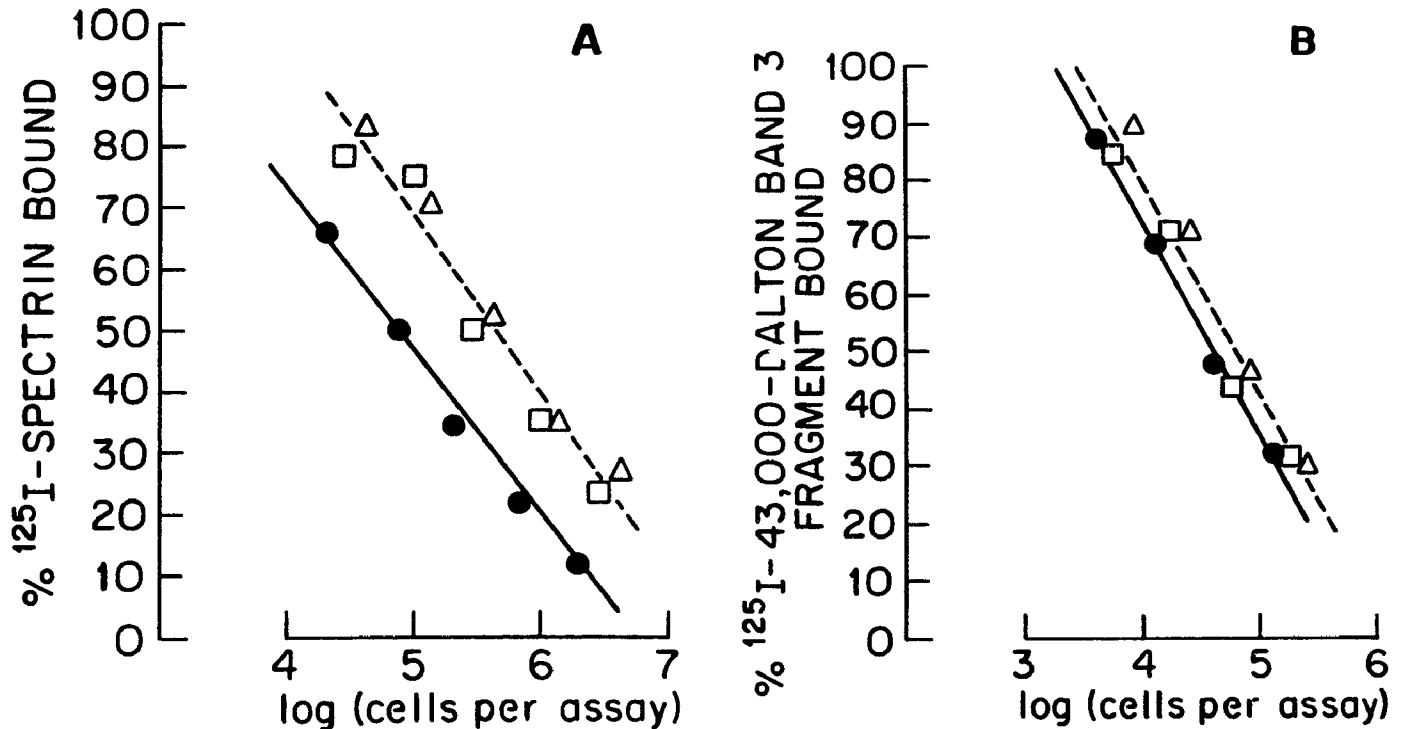 A
% ¹²⁵I-SPECTRIN BOUND
100
90
80
70
60
50
40
30
20
10
0
4 5 6 7
log (cells per assay)
B
% ¹²⁵I-43,000-DALTON BAND 3
FRAGMENT BOUND
100
90
80
70
60
50
40
30
20
10
0
3 4 5 6
log (cells per assay)